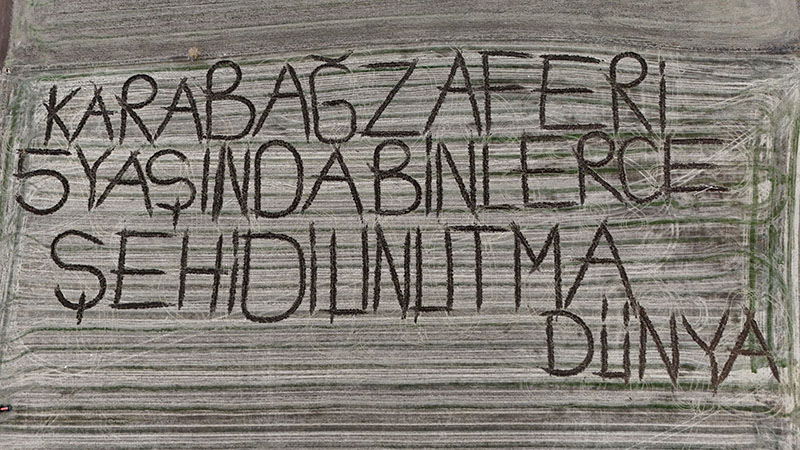 KARABAĞ ZAFERİ
5 YAŞINDA BİNLERCE
ŞEHİDİ UNUTMA
DÜNYA